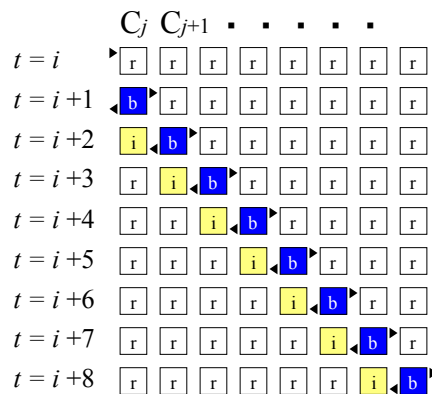 Cj Cj+1 ▪ ▪ ▪ ▪ ▪
t = i r r r r r r r r
t = i +1 b r r r r r r r
t = i +2 i b r r r r r r
t = i +3 r i b r r r r r
t = i +4 r r i b r r r r
t = i +5 r r r i b r r r
t = i +6 r r r r i b r r
t = i +7 r r r r r i b r
t = i +8 r r r r r r i b